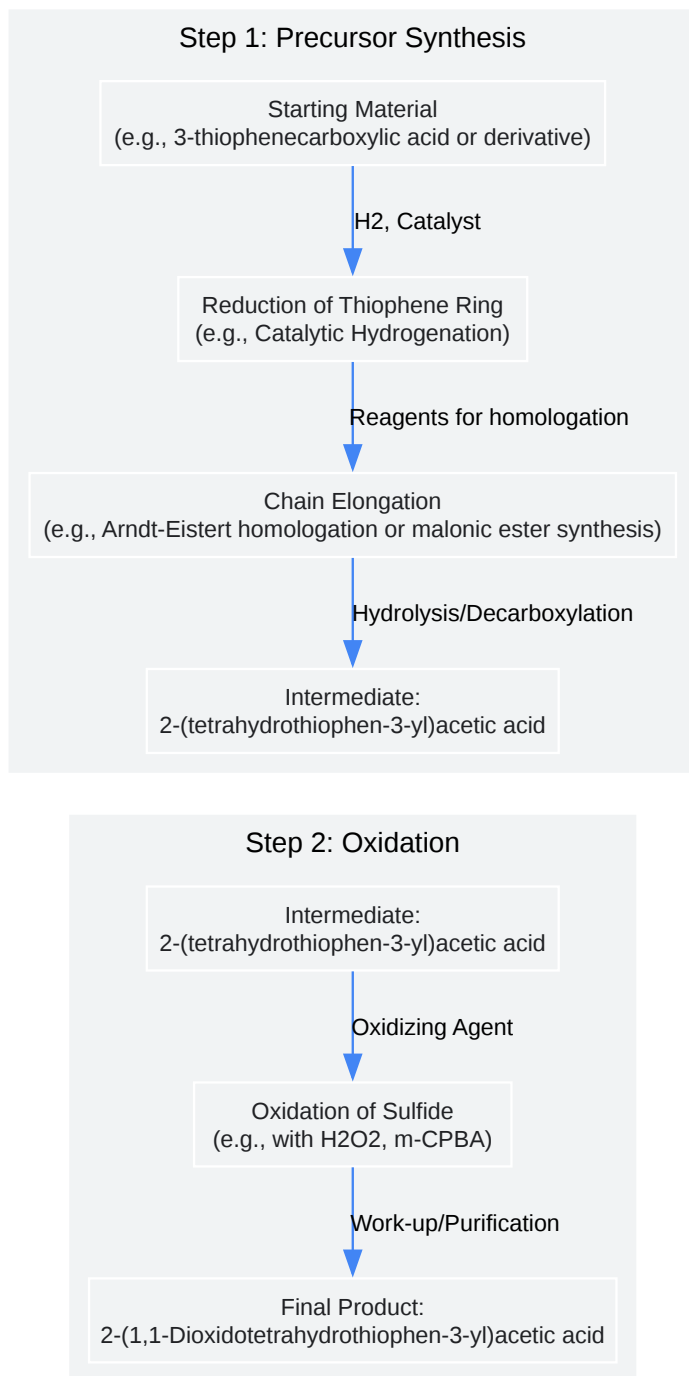 Step 1: Precursor Synthesis
Starting Material
(e.g., 3-thiophenecarboxylic acid or derivative)
H2, Catalyst
Reduction of Thiophene Ring
(e.g., Catalytic Hydrogenation)
Reagents for homologation
Chain Elongation
(e.g., Arndt-Eistert homologation or malonic ester synthesis)
Hydrolysis/Decarboxylation
Intermediate:
2-(tetrahydrothiophen-3-yl)acetic acid
Step 2: Oxidation
Intermediate:
2-(tetrahydrothiophen-3-yl)acetic acid
Oxidizing Agent
Oxidation of Sulfide
(e.g., with H2O2, m-CPBA)
Work-up/Purification
Final Product:
2-(1,1-Dioxidotetrahydrothiophen-3-yl)acetic acid